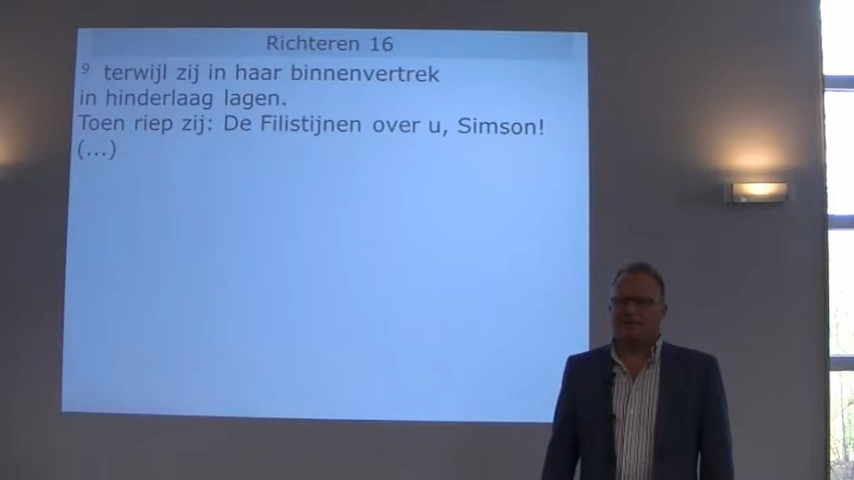 Richteren 16
9 terwijl zij in haar binnenvertrek
in hinderlaag lagen.
Toen riep zij: De Filistijnen over u, Simson!
(...)